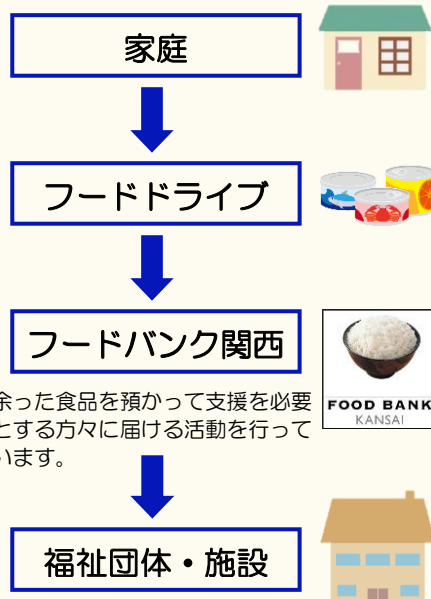 家庭
フードドライブ
フードバンク関西
余った食品を預かって支援を必要
とする方々に届ける活動を行って
います。
FOOD BANK
KANSAI
福祉団体・施設